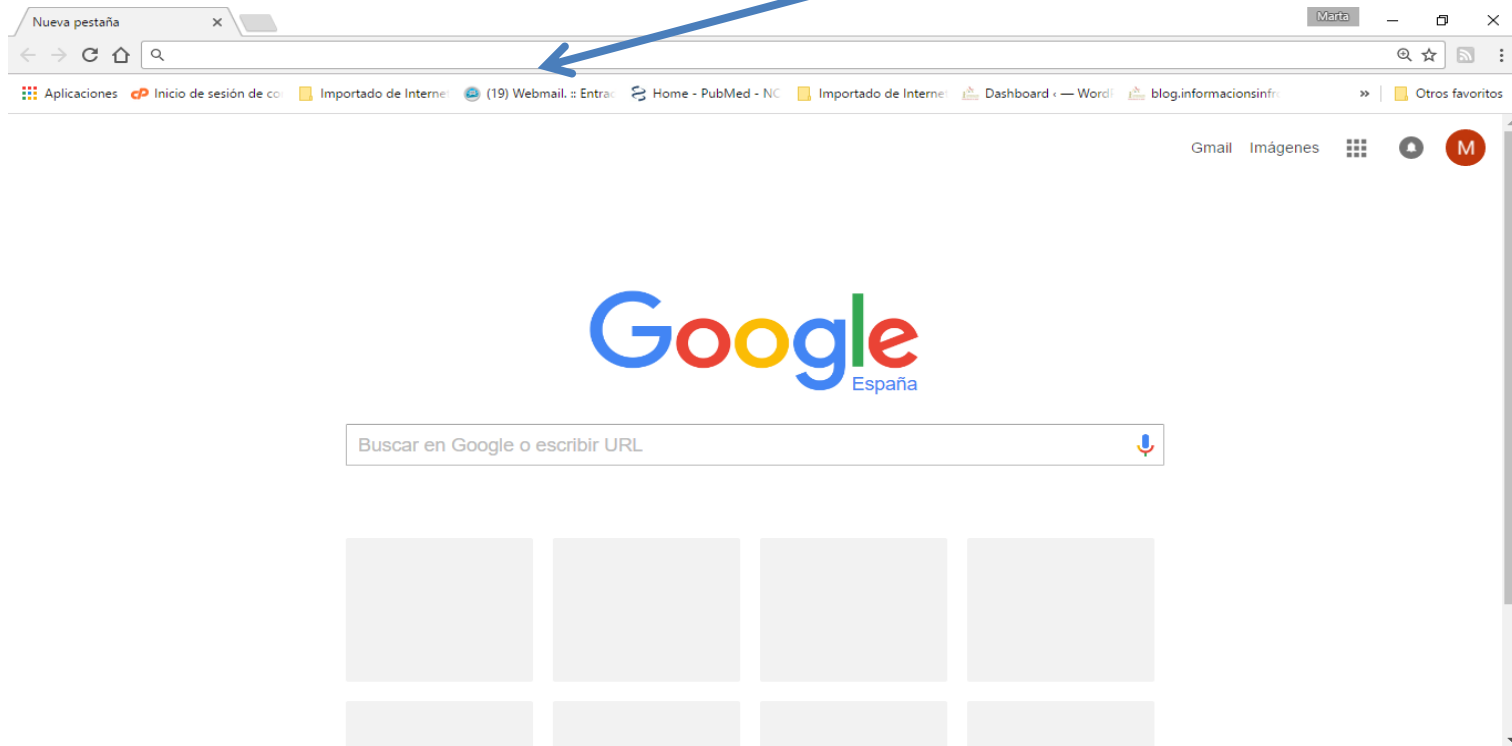 Nueva pestaña
Marta
Aplicaciones cP Inicio de sesión de co Importado de Interne (19) Webmail. :: Entrac Home - PubMed - NC Importado de Interne Dashboard ‹ — WordP blog.informacionsinfr » Otros favoritos
Gmail Imágenes M
Google
España
Buscar en Google o escribir URL